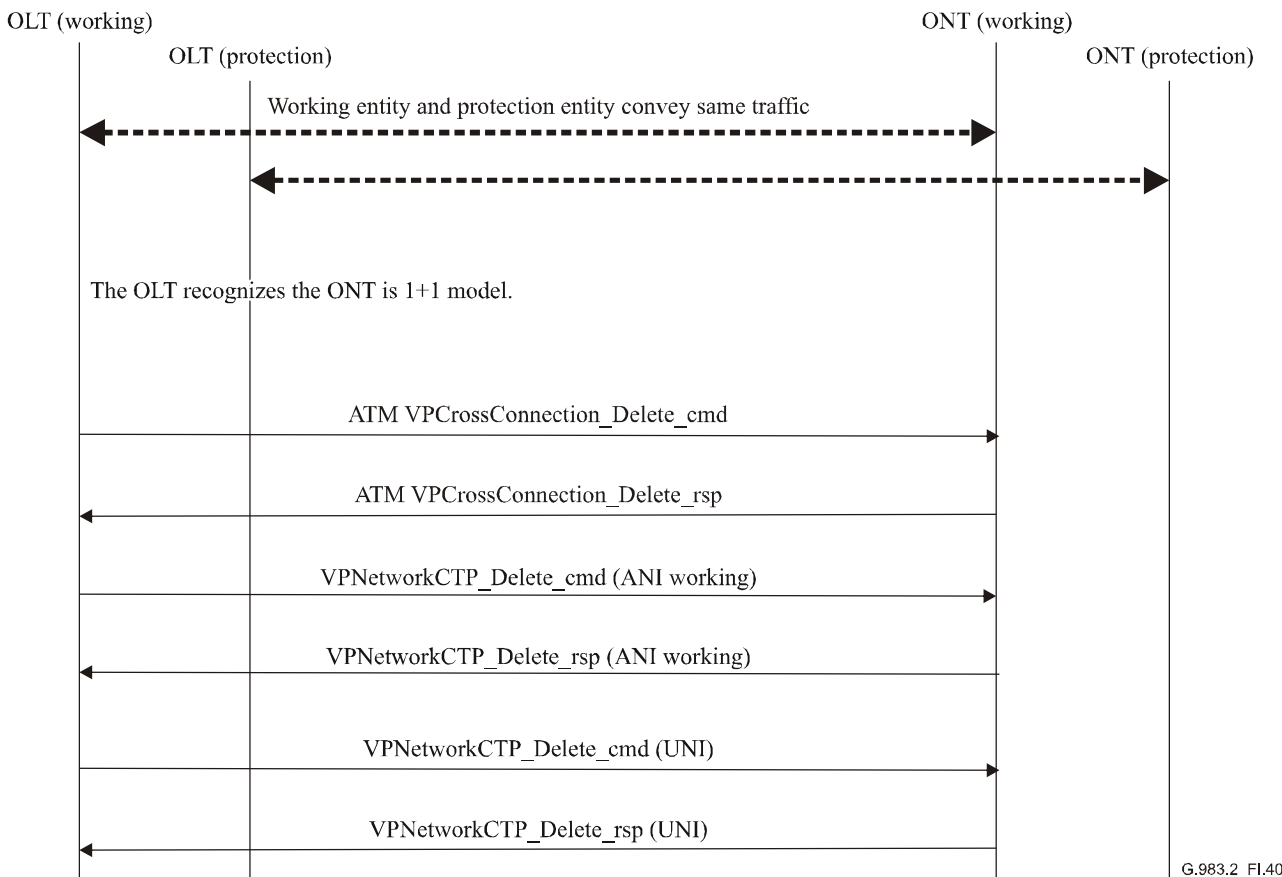 OLT (working)
ONT (working)
OLT (protection)
ONT (protection)
Working entity and protection entity convey same traffic
The OLT recognizes the ONT is 1+1 model.
ATM VPCrossConnection_Delete_cmd
ATM VPCrossConnection_Delete_rsp
VPNetworkCTP_Delete_cmd (ANI working)
VPNetworkCTP_Delete_rsp (ANI working)
VPNetworkCTP_Delete_cmd (UNI)
VPNetworkCTP_Delete_rsp (UNI)
G.983.2_FI.40